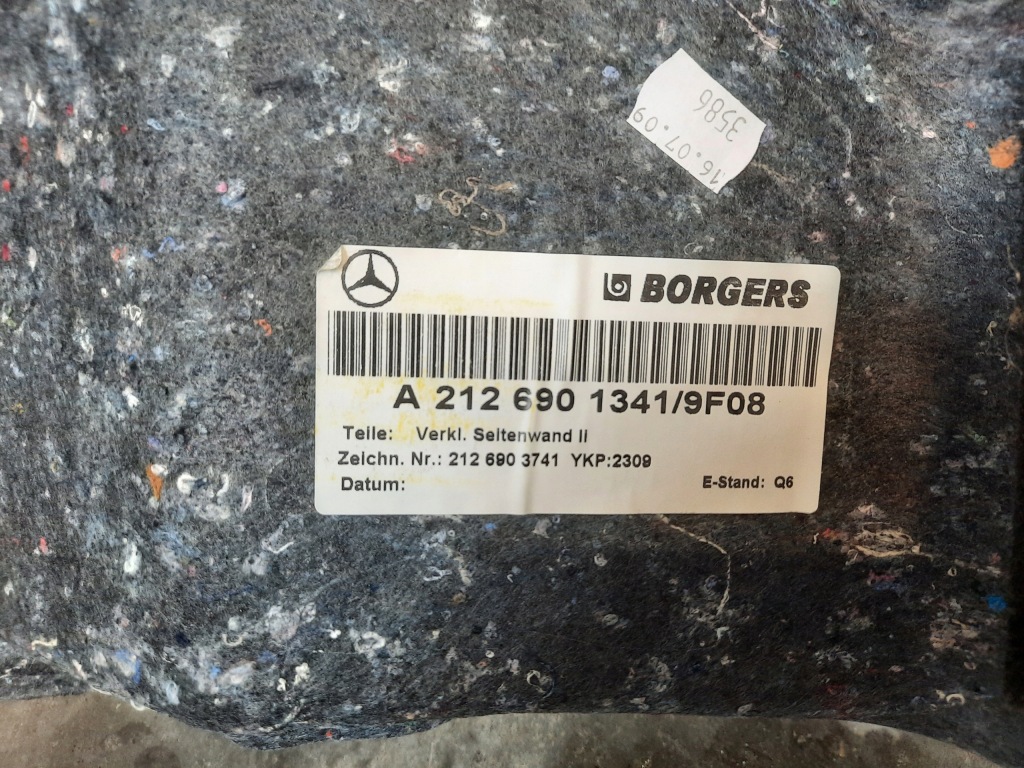 16.07.09
3586
BORGERS
A 212 690 1341/9F08
Teile: Verkl. Seitenwand li
Zeichn. Nr.: 212 690 3741 YKP:2309
Datum:
E-Stand: Q6